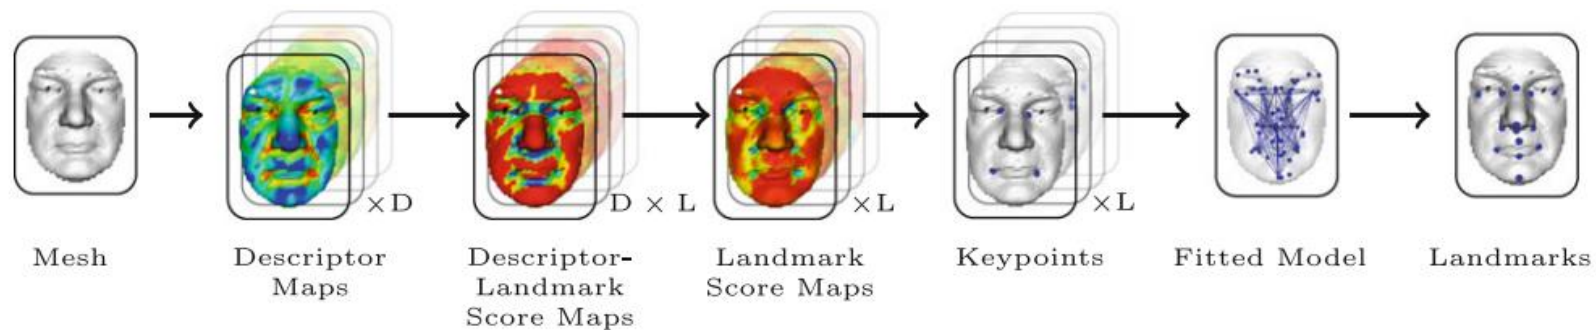 ×D
D × L
×L
×L
Mesh
Descriptor
Maps
Descriptor-
Landmark
Score Maps
Landmark
Score Maps
Keypoints
Fitted Model
Landmarks